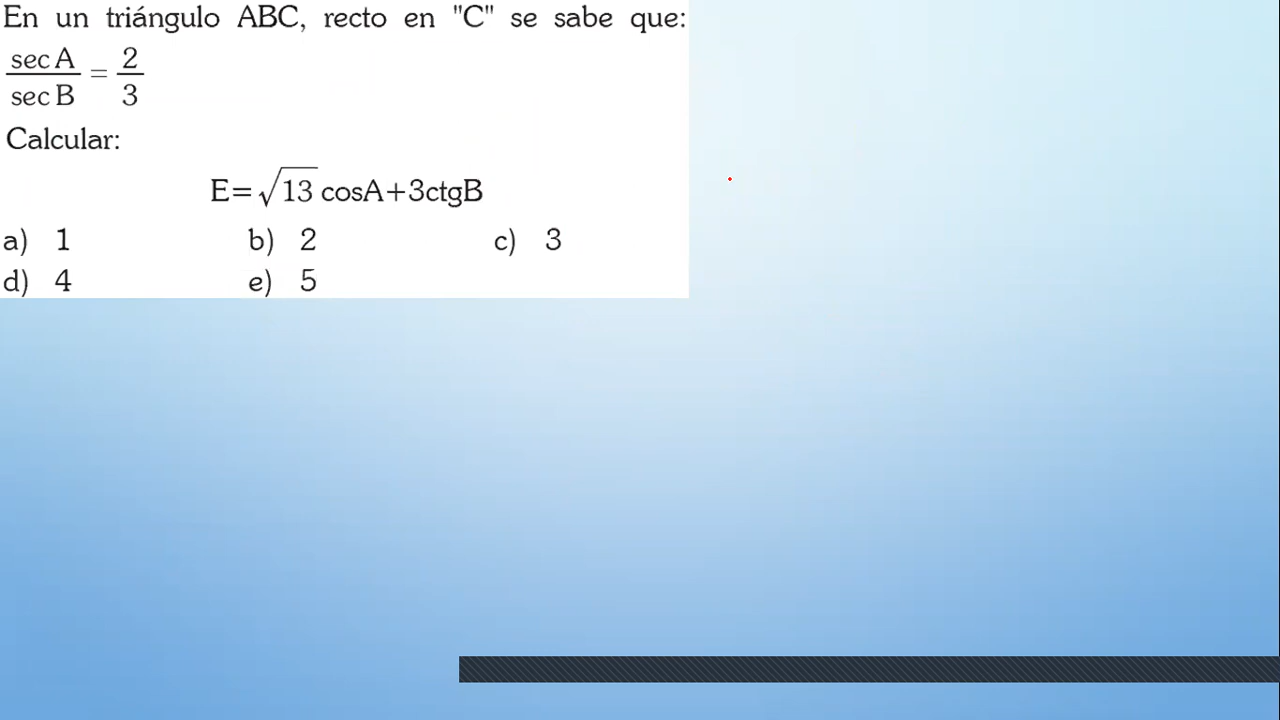 En un triángulo ABC, recto en "C" se sabe que:
sec A / sec B = 2 / 3
Calcular:
E=√13 cosA+3ctgB
a) 1 b) 2 c) 3
d) 4 e) 5